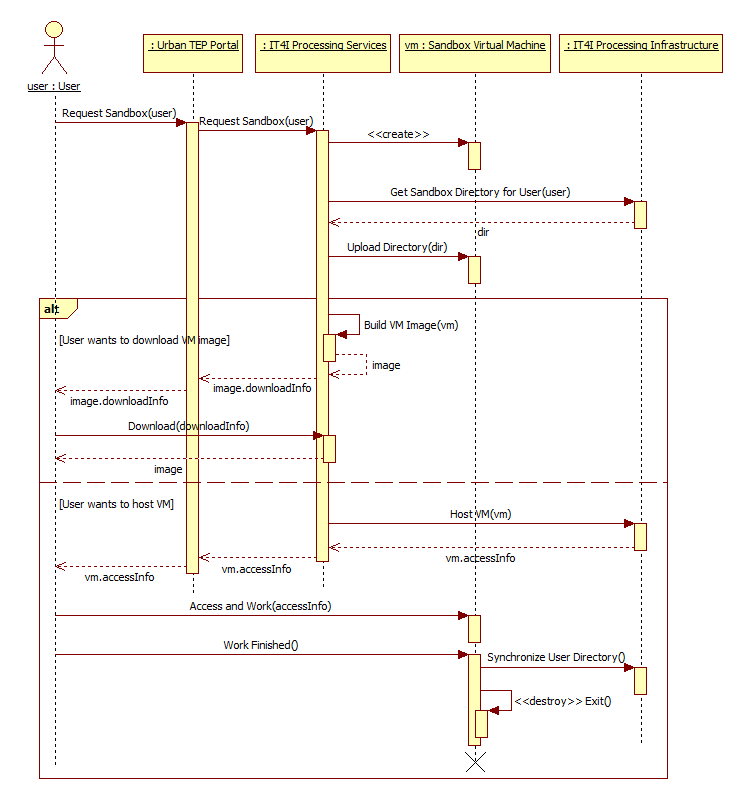 : Urban TEP Portal
: IT4I Processing Services
vm : Sandbox Virtual Machine
: IT4I Processing Infrastructure
user : User
Request Sandbox(user)
Request Sandbox(user)
<<create>>
Get Sandbox Directory for User(user)
dir
Upload Directory(dir)
alt
Build VM Image(vm)
[User wants to download VM image]
image
image.downloadInfo
image.downloadInfo
Download(downloadInfo)
image
[User wants to host VM]
Host VM(vm)
vm.accessInfo
vm.accessInfo
vm.accessInfo
Access and Work(accessInfo)
Work Finished()
Synchronize User Directory()
<<destroy>> Exit()